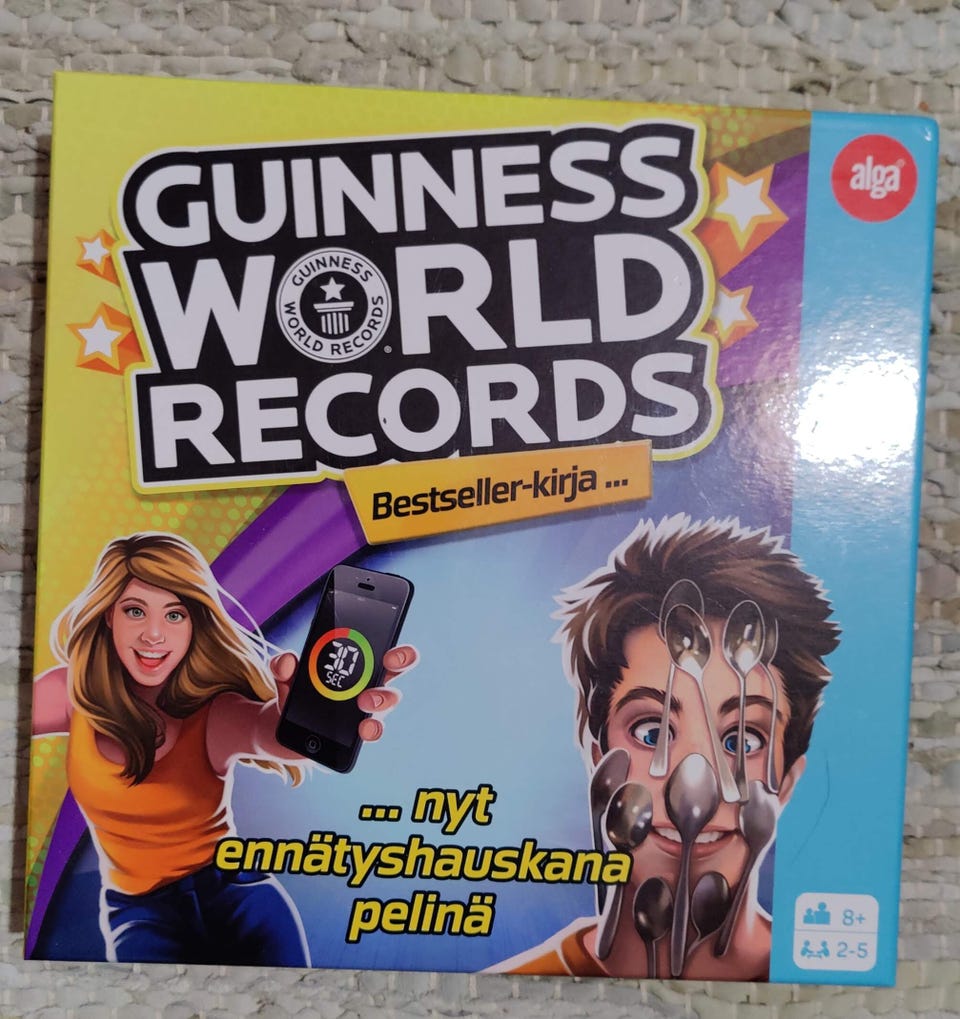 alga
GUINNESS
WORLD
RECORDS
GUINNESS
WORLD RECORDS
Bestseller-kirja ...
30
SEC
... nyt
ennätyshauskana
pelinä
8+
2-5